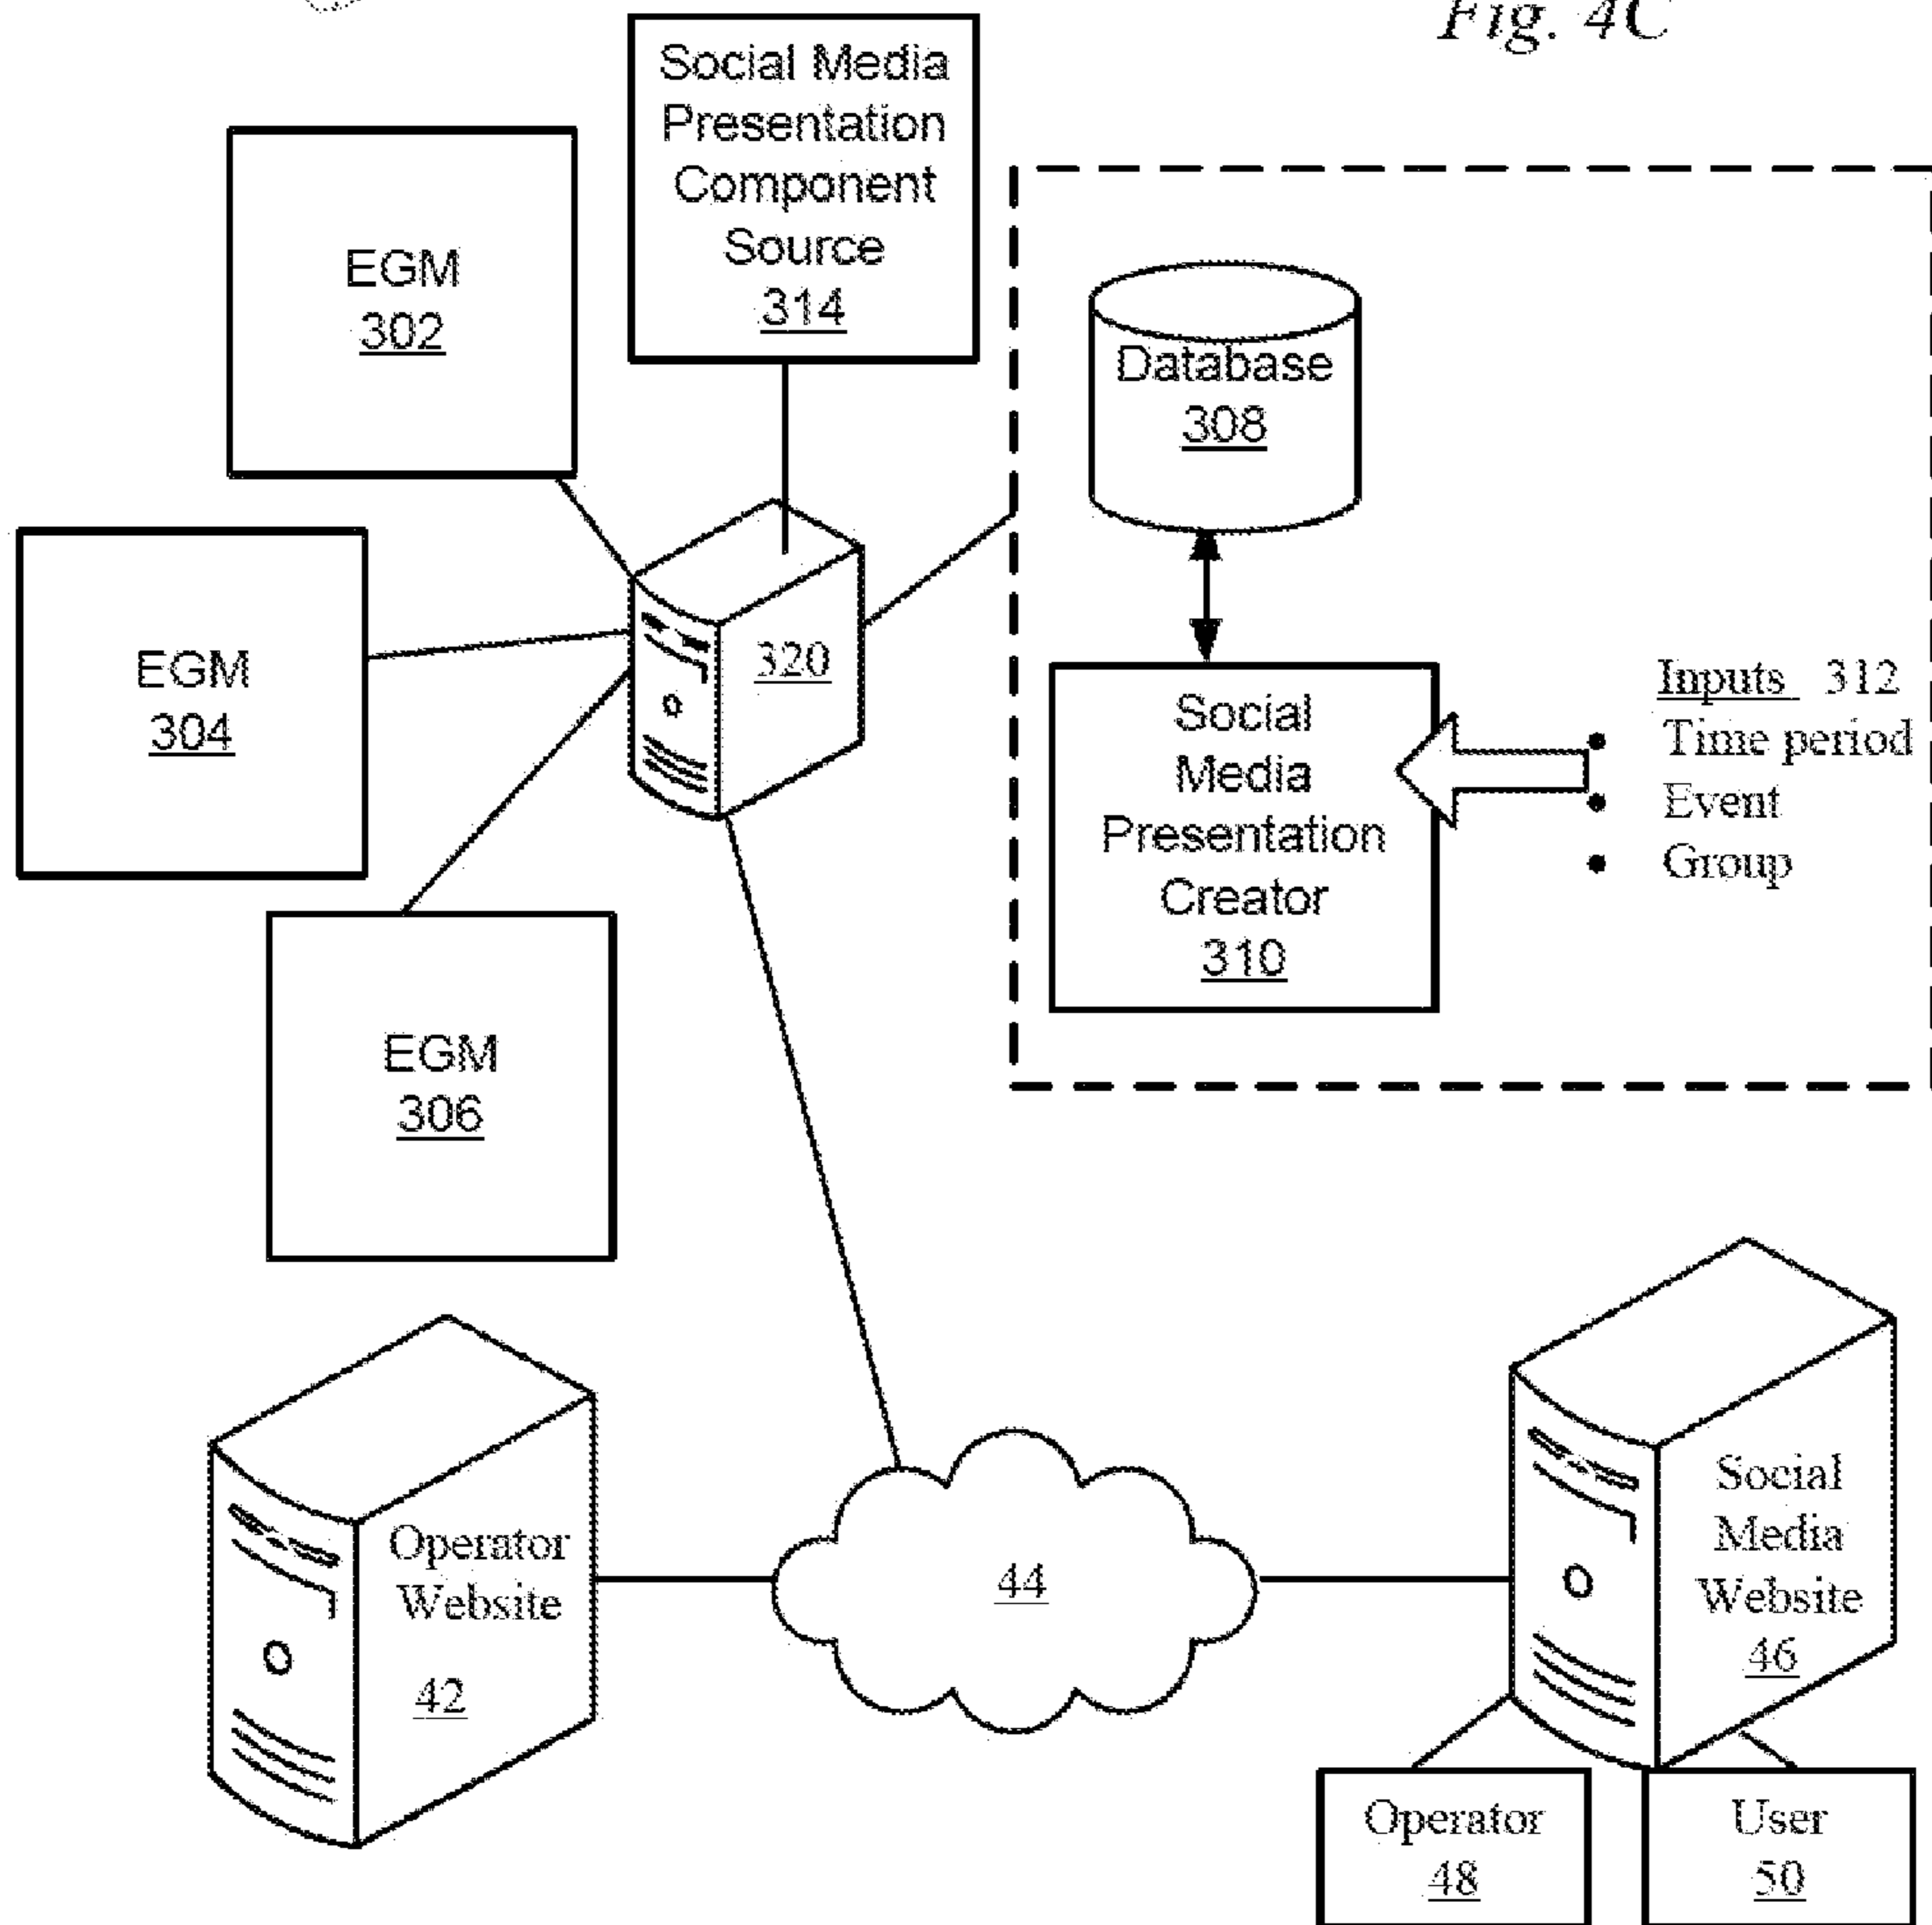 Fig. 4C
Social Media
Presentation
Component
Source
314
EGM
302
EGM
304
EGM
306
320
Database
308
Social
Media
Presentation
Creator
310
Inputs 312
• Time period
• Event
• Group
Operator
Website
42
44
Social
Media
Website
46
Operator
48
User
50